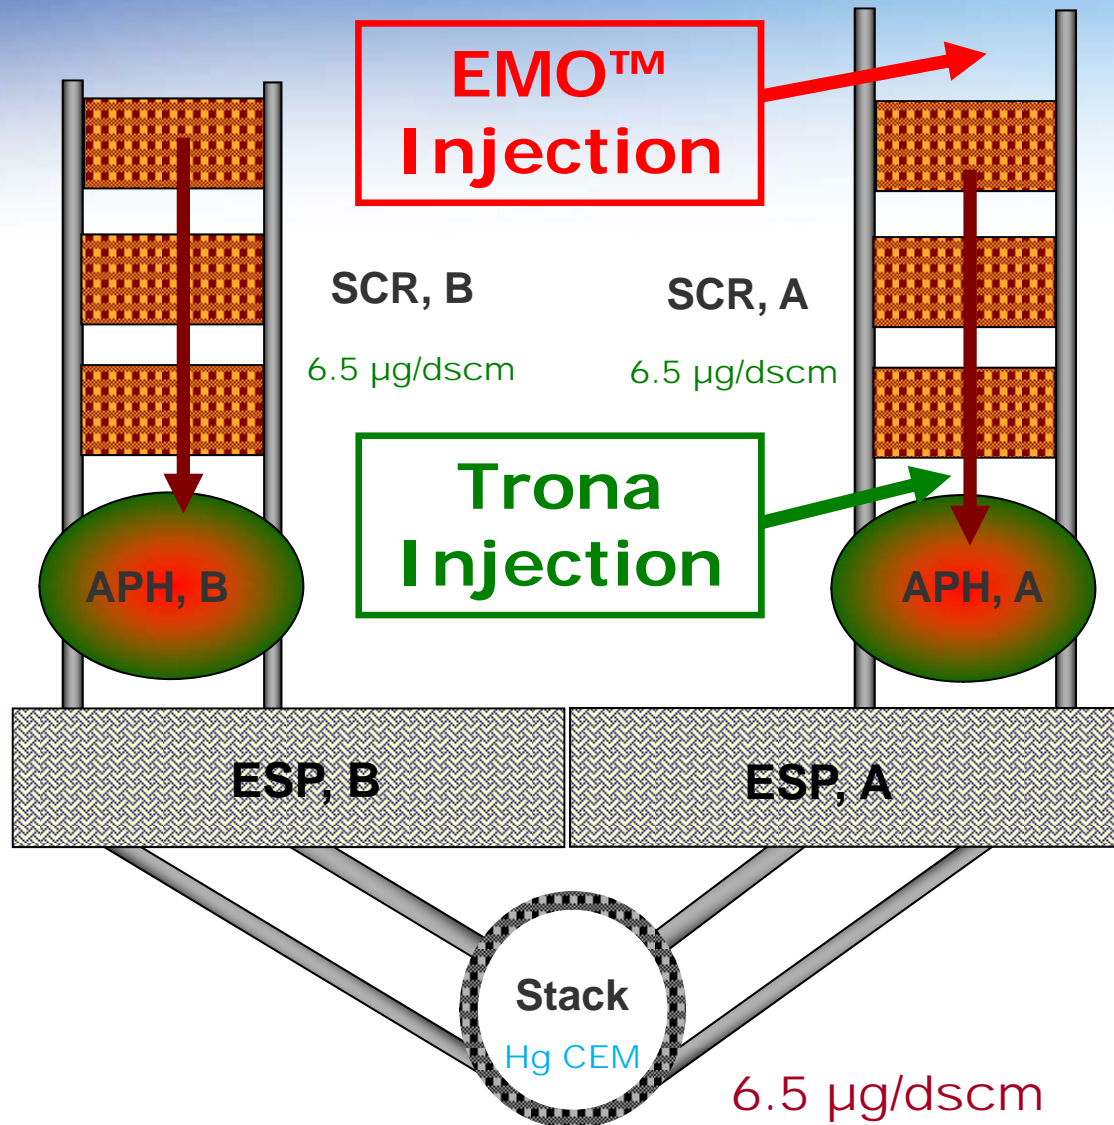 EMO™
Injection
SCR, B
SCR, A
6.5 µg/dscm
6.5 µg/dscm
Trona
Injection
APH, B
APH, A
ESP, B
ESP, A
Stack
Hg CEM
6.5 µg/dscm